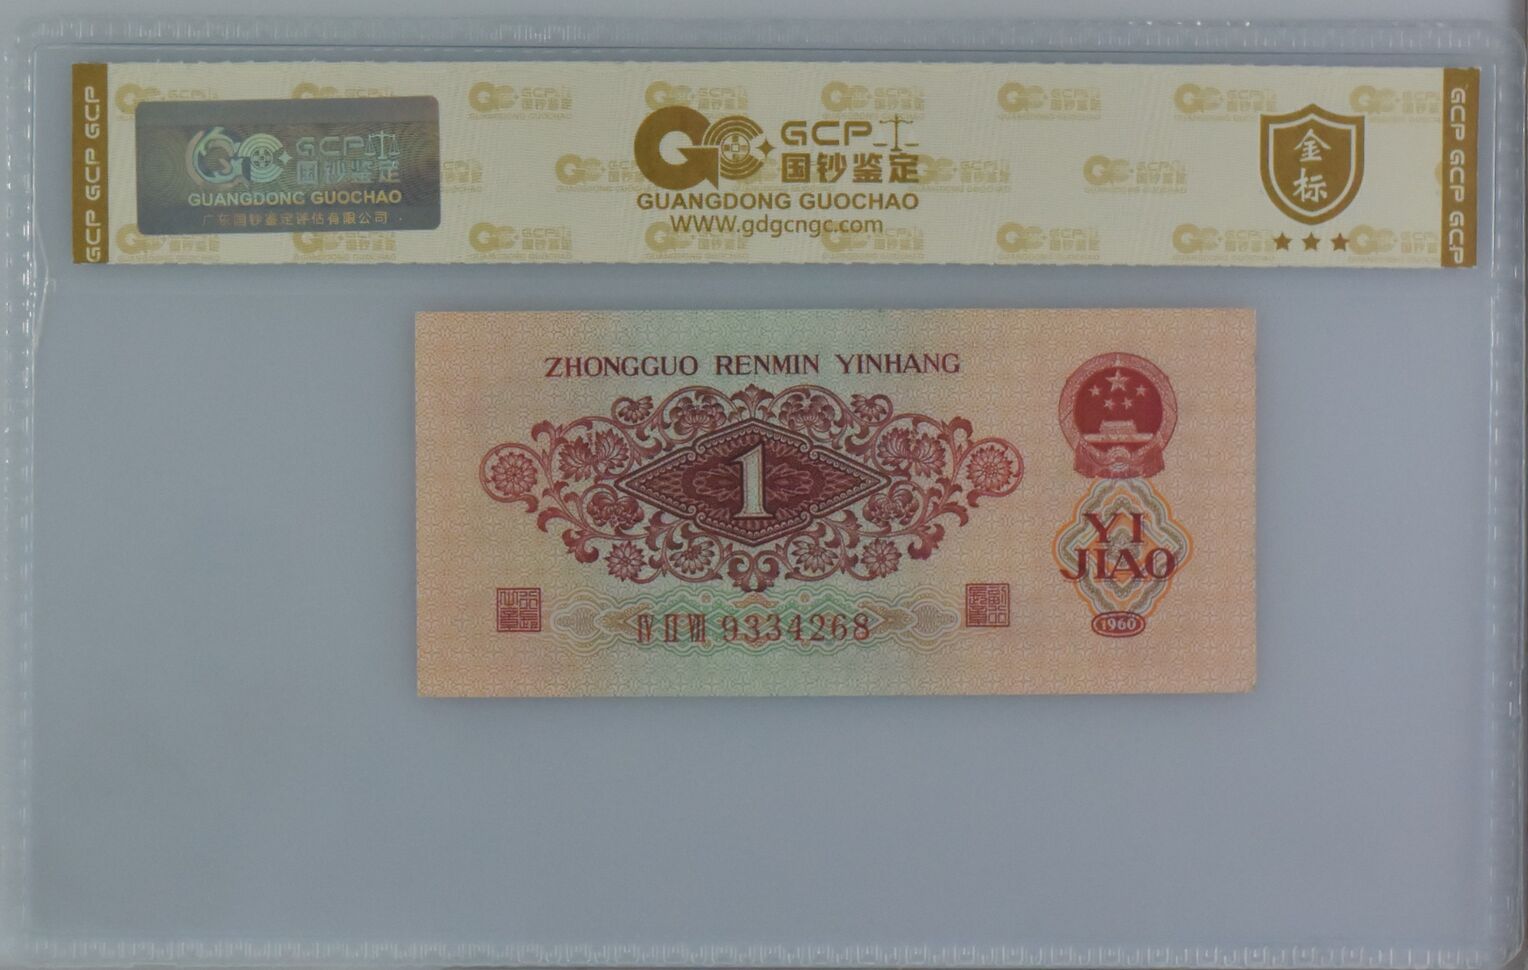 GCP GCP
GCP
国钞鉴定
GUANGDONG GUOCHAO
广东国钞鉴定评估有限公司
GCP
国钞鉴定
GUANGDONG GUOCHAO
WWW.gdgcngc.com
金标
GCP GCP GCP
ZHONGGUO RENMIN YINHANG
1
YI
JIAO
1960
IV II VIII 9334268